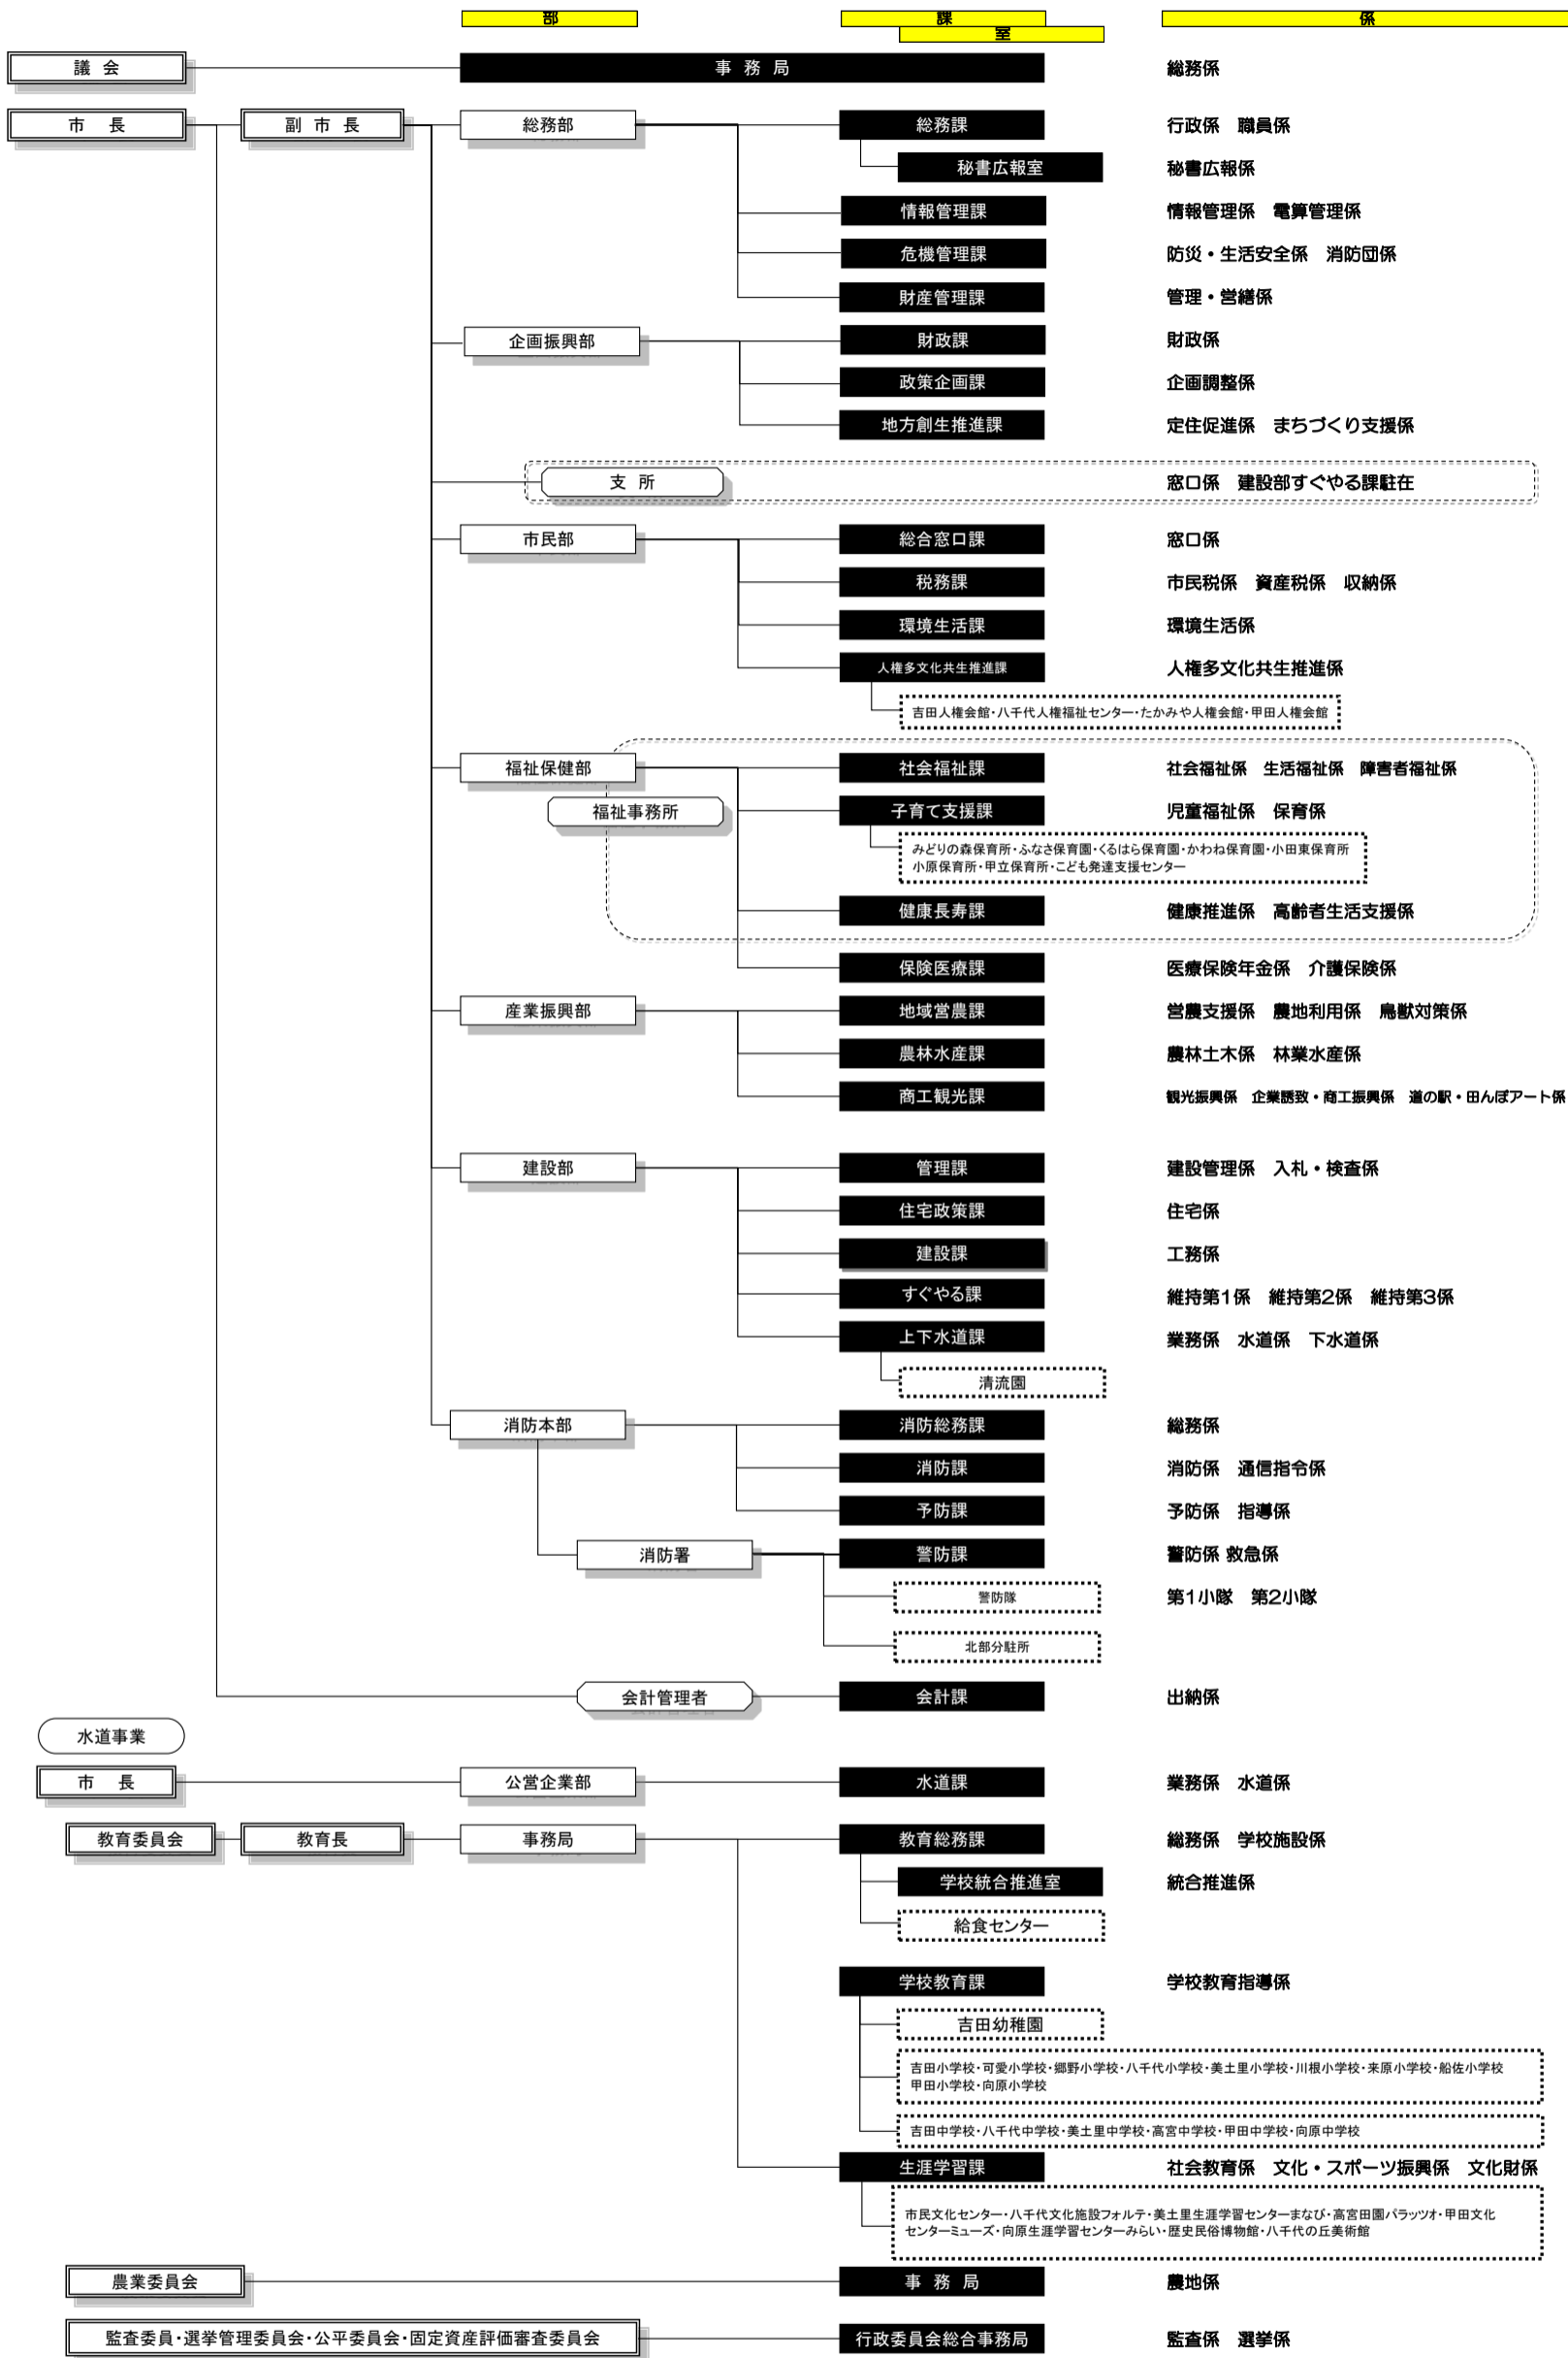 部　課　係
室
議 会　事 務 局　総務係
市 長　副 市 長　総務部　総務課　行政係　職員係
秘書広報室　秘書広報係
情報管理課　情報管理係　電算管理係
危機管理課　防災・生活安全係　消防団係
財産管理課　管理・営繕係
企画振興部　財政課　財政係
政策企画課　企画調整係
地方創生推進課　定住促進係　まちづくり支援係
支 所　窓口係　建設部すぐやる課駐在
市民部　総合窓口課　窓口係
税務課　市民税係　資産税係　収納係
環境生活課　環境生活係
人権多文化共生推進課　人権多文化共生推進係
吉田人権会館・八千代人権福祉センター・たかみや人権会館・甲田人権会館
福祉保健部　社会福祉課　社会福祉係　生活福祉係　障害者福祉係
福祉事務所　子育て支援課　児童福祉係　保育係
みどりの森保育所・ふなさ保育園・くるはら保育園・かわね保育園・小田東保育所
小原保育所・甲立保育所・こども発達支援センター
健康長寿課　健康推進係　高齢者生活支援係
保険医療課　医療保険年金係　介護保険係
産業振興部　地域営農課　営農支援係　農地利用係　鳥獣対策係
農林水産課　農林土木係　林業水産係
商工観光課　観光振興係　企業誘致・商工振興係　道の駅・田んぼアート係
建設部　管理課　建設管理係　入札・検査係
住宅政策課　住宅係
建設課　工務係
すぐやる課　維持第1係　維持第2係　維持第3係
上下水道課　業務係　水道係　下水道係
清流園
消防本部　消防総務課　総務係
消防課　消防係　通信指令係
予防課　予防係　指導係
消防署　警防課　警防係 救急係
警防隊　第1小隊　第2小隊
北部分駐所
会計管理者　会計課　出納係
水道事業
市 長　公営企業部　水道課　業務係　水道係
教育委員会　教育長　事務局　教育総務課　総務係　学校施設係
学校統合推進室　統合推進係
給食センター
学校教育課　学校教育指導係
吉田幼稚園
吉田小学校・可愛小学校・郷野小学校・八千代小学校・美土里小学校・川根小学校・来原小学校・船佐小学校
甲田小学校・向原小学校
吉田中学校・八千代中学校・美土里中学校・高宮中学校・甲田中学校・向原中学校
生涯学習課　社会教育係　文化・スポーツ振興係　文化財係
市民文化センター・八千代文化施設フォルテ・美土里生涯学習センターまなび・高宮田園パラッツオ・甲田文化
センターミューズ・向原生涯学習センターみらい・歴史民俗博物館・八千代の丘美術館
農業委員会　事 務 局　農地係
監査委員・選挙管理委員会・公平委員会・固定資産評価審査委員会　行政委員会総合事務局　監査係　選挙係